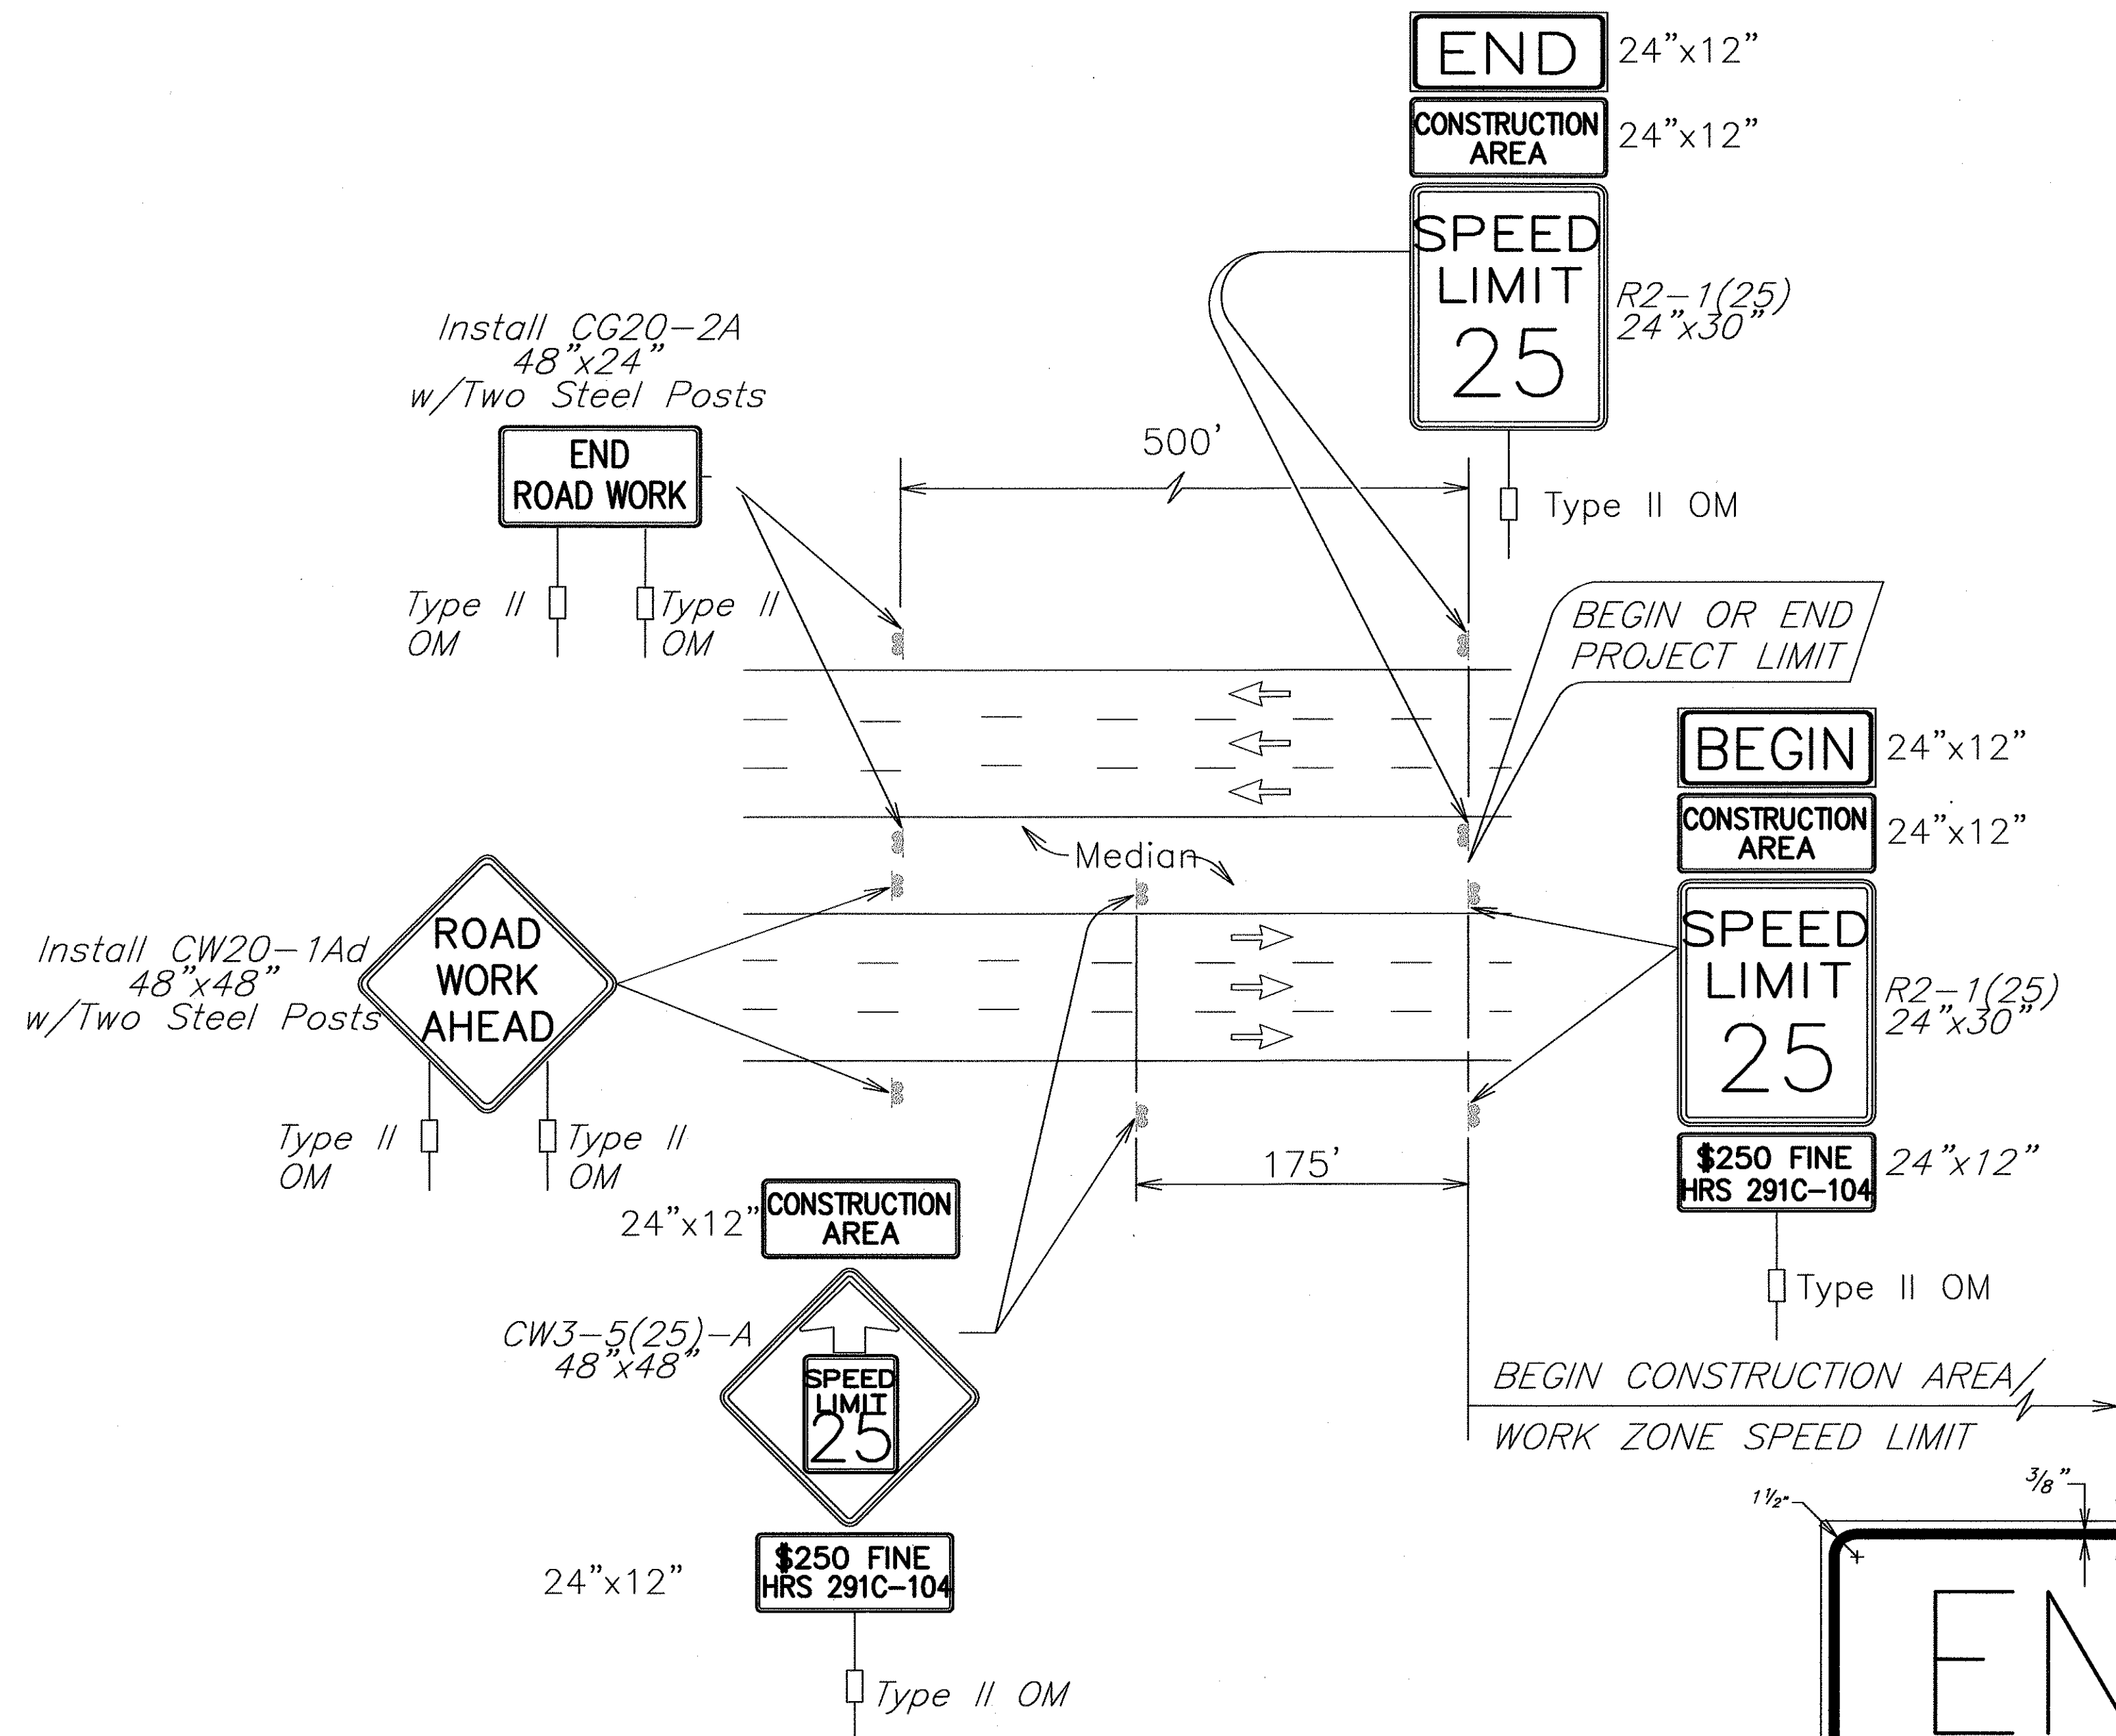 END
24"x12"
CONSTRUCTION
AREA
24"x12"
SPEED
LIMIT
25
R2-1(25)
24"x30"
Type II OM
500'
Install CG20-2A
48"x24"
w/Two Steel Posts
END
ROAD WORK
Type II
OM
Type II
OM
BEGIN OR END
PROJECT LIMIT
BEGIN
24"x12"
CONSTRUCTION
AREA
24"x12"
SPEED
LIMIT
25
R2-1(25)
24"x30"
$250 FINE
HRS 291C-104
24"x12"
Type II OM
Median
Install CW20-1Ad
48"x48"
w/Two Steel Posts
ROAD
WORK
AHEAD
Type II
OM
Type II
OM
175'
24"x12"
CONSTRUCTION
AREA
CW3-5(25)-A
48"x48"
SPEED
LIMIT
25
24"x12"
$250 FINE
HRS 291C-104
Type II OM
BEGIN CONSTRUCTION AREA/
WORK ZONE SPEED LIMIT
1 1/2"
3/8"
EN